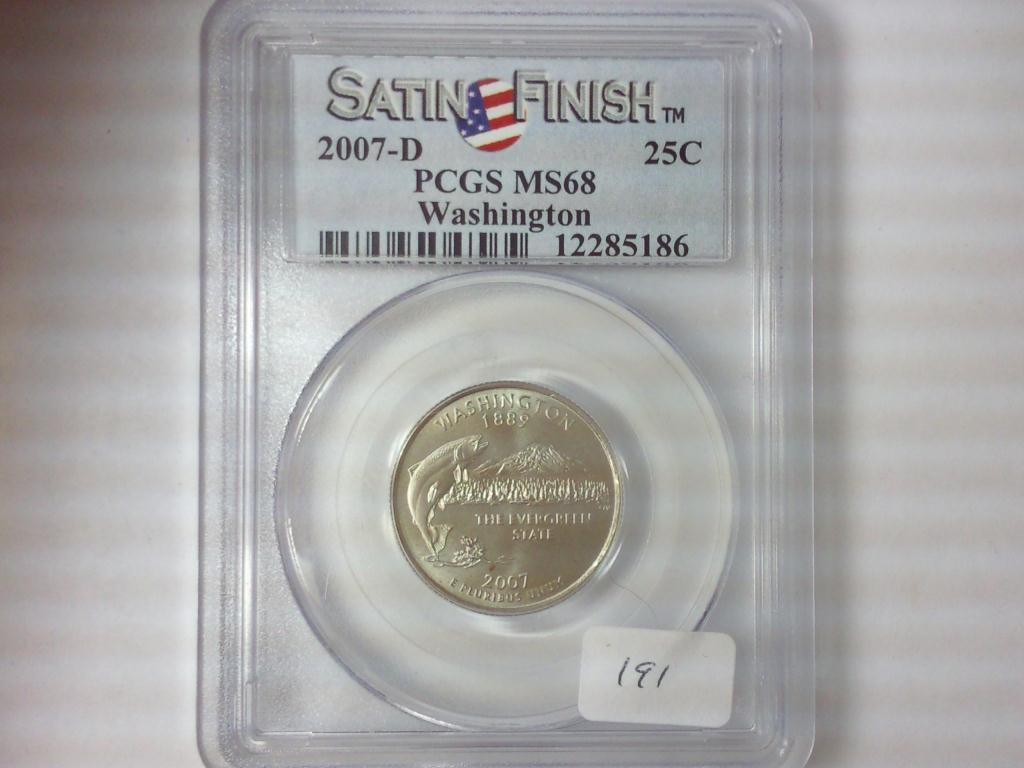 SATIN FINISH™
2007-D 25C
PCGS MS68
Washington
12285186
WASHINGTON
1889
THE EVERGREEN
STATE
2007
E PLURIBUS UNUM
191